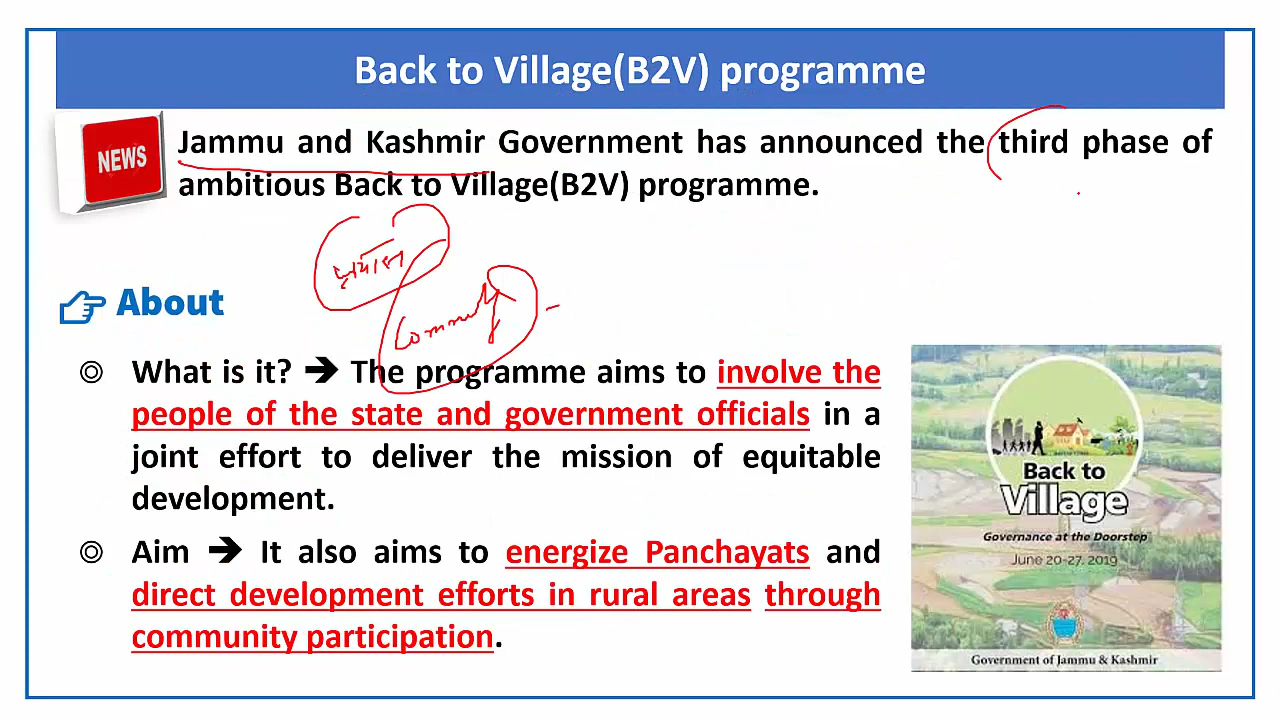 Back to Village(B2V) programme
NEWS
Jammu and Kashmir Government has announced the third phase of
ambitious Back to Village(B2V) programme.
About
What is it? ➔ The programme aims to involve the
people of the state and government officials in a
joint effort to deliver the mission of equitable
development.
Aim ➔ It also aims to energize Panchayats and
direct development efforts in rural areas through
community participation.
Back to
Village
Governance at the Doorstep
June 20-27, 2019
Government of Jammu & Kashmir